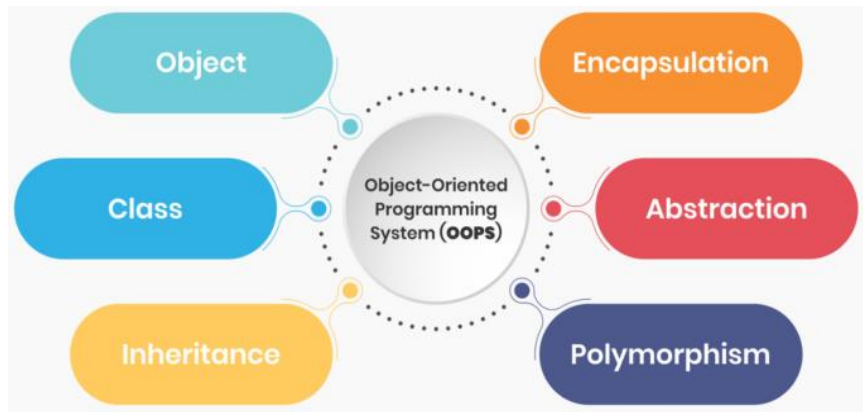 Object
Encapsulation
Object-Oriented
Programming
System (OOPS)
Class
Abstraction
Inheritance
Polymorphism